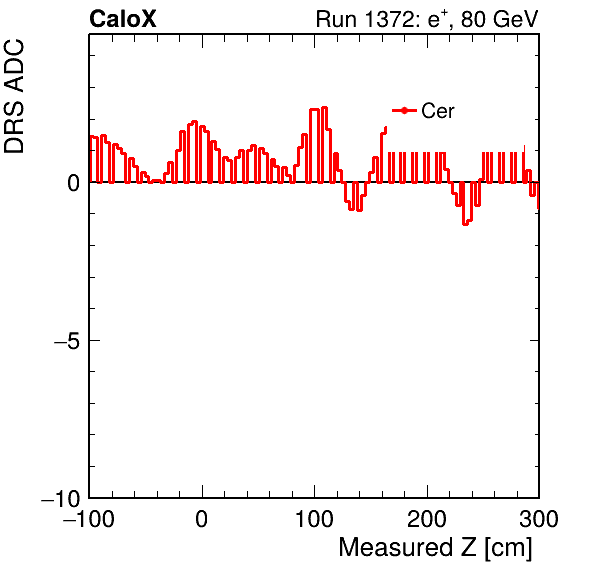 CaloX
Run 1372: e⁺, 80 GeV
DRS ADC
Cer
0
−5
−10
−100 0 100 200 300
Measured Z [cm]